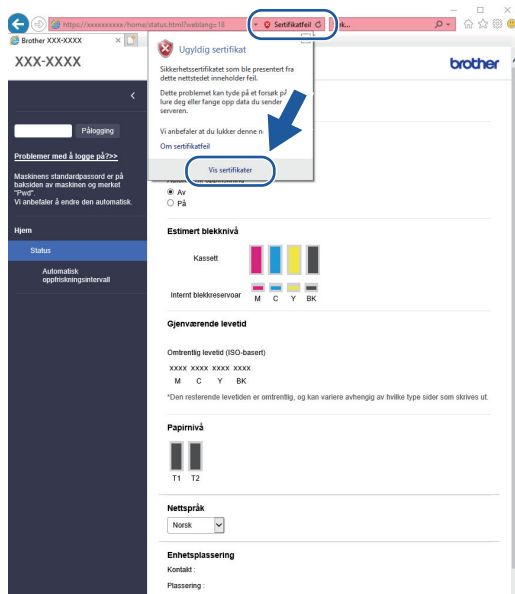 https://xxxxxxxxxx/home/status.html?weblang=18
Sertifikatfeil
Brother XXX-XXXX
XXX-XXXX
brother
Ugyldig sertifikat
Sikkerhetssertifikatet som ble presentert fra
dette nettstedet inneholder feil.
Dette problemet kan tyde på et forsøk på
lure deg eller fange opp data du sender
serveren.
Vi anbefaler at du lukker denne
Om sertifikatfeil
Vis sertifikater
Pålogging
Problemer med å logge på?>>
Maskinens standardpassord er på
baksiden av maskinen og merket
"Pwd".
Vi anbefaler å endre den automatisk.
Hjem
Status
Automatisk
oppfriskningsintervall
Av
På
Estimert blekknivå
Kassett
Internt blekkreservoar
M C Y BK
Gjenværende levetid
Omtrentlig levetid (ISO-basert)
xxxx xxxx xxxx xxxx
M C Y BK
*Den resterende levetiden er omtrentlig, og kan variere avhengig av hvilke type sider som skrives ut.
Papirnivå
T1 T2
Nettspråk
Norsk
Enhetsplassering
Kontakt :
Plassering :